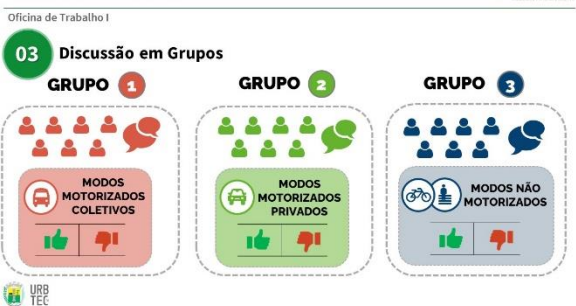 Oficina de Trabalho I
03 Discussão em Grupos
GRUPO 1
GRUPO 2
GRUPO 3
MODOS
MOTORIZADOS
COLETIVOS
MODOS
MOTORIZADOS
PRIVADOS
MODOS NÃO
MOTORIZADOS
URB
TEC